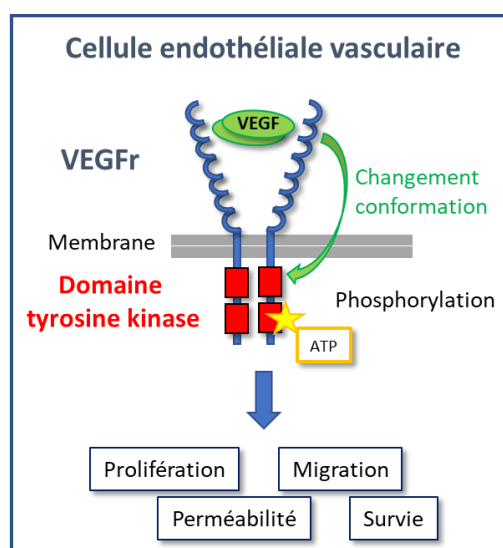 Cellule endothéliale vasculaire
VEGF
VEGFr
Changement
conformation
Membrane
Domaine
tyrosine kinase
Phosphorylation
ATP
Prolifération
Migration
Perméabilité
Survie